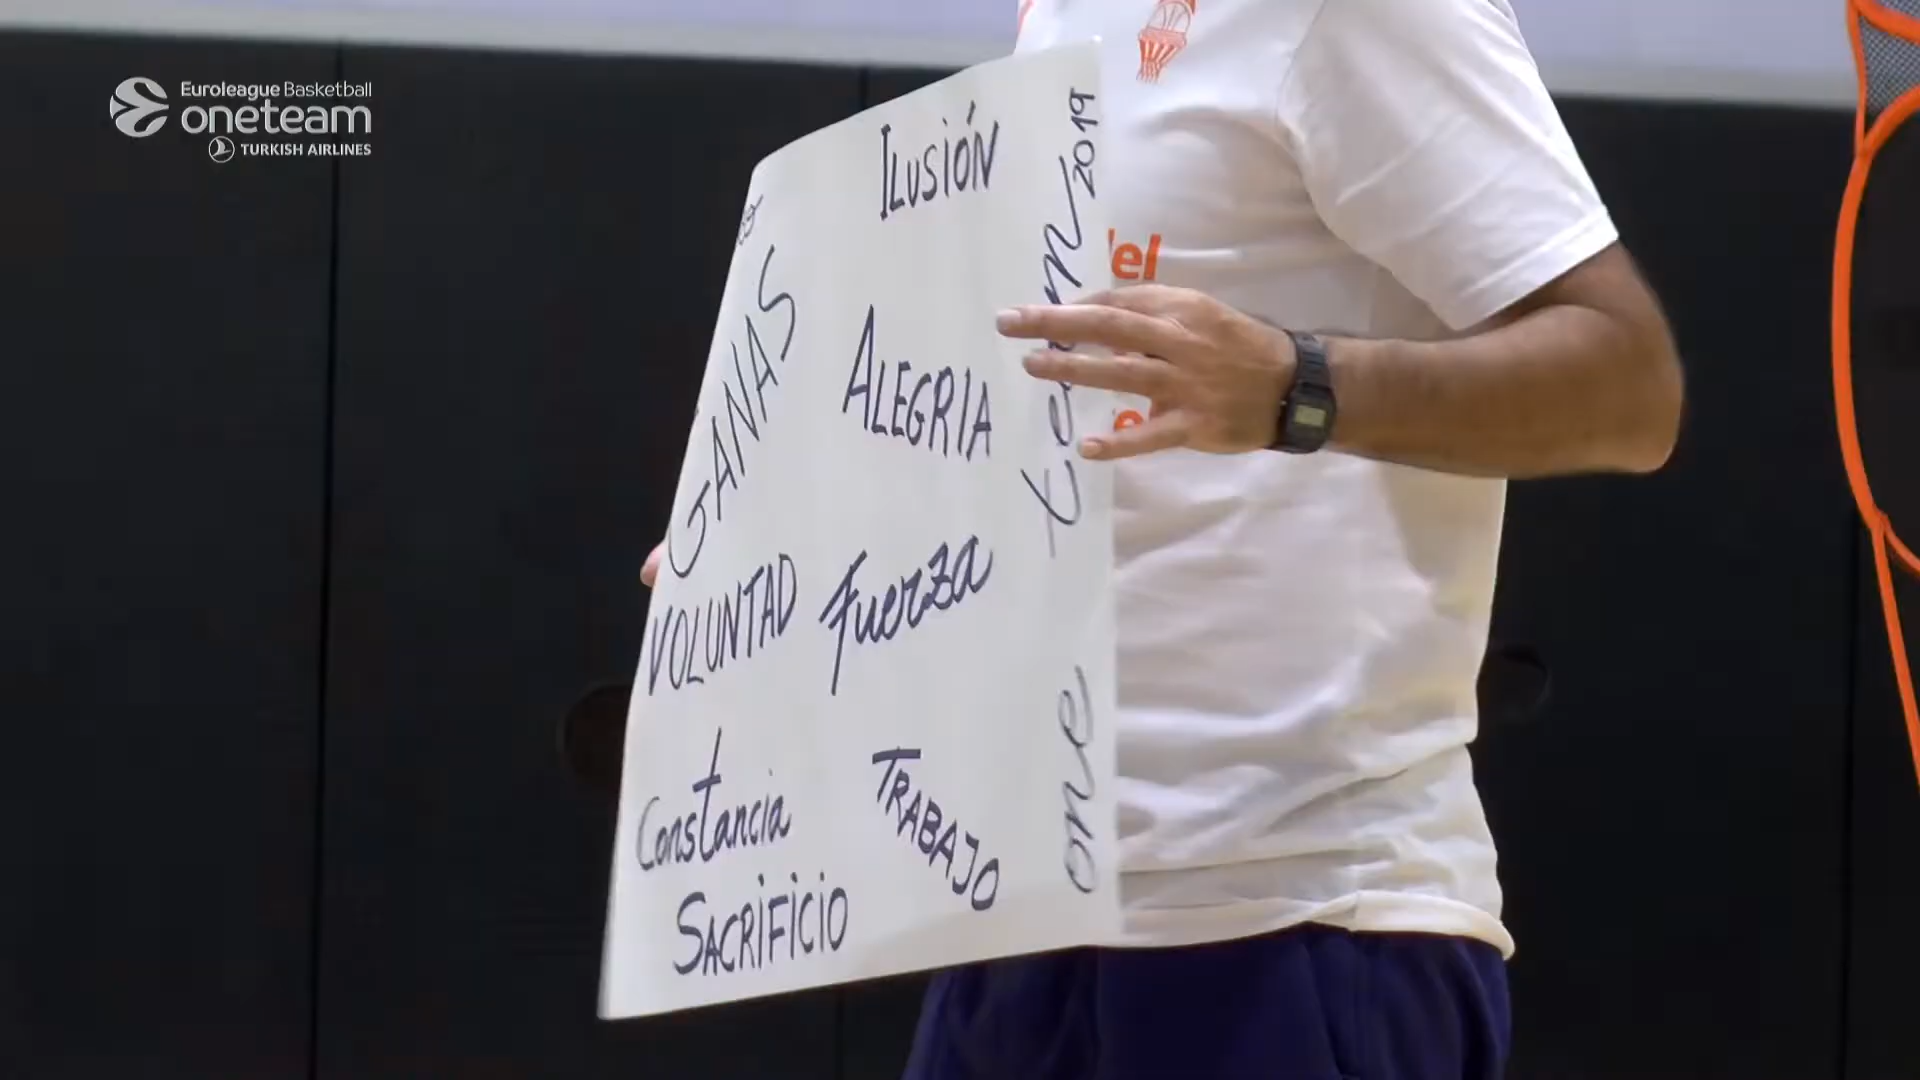 Euroleague Basketball
oneteam
TURKISH AIRLINES
ILUSIÓN
GANAS
ALEGRIA
VOLUNTAD
Fuerza
Constancia
TRABAJO
SACRIFICIO
one team 2019